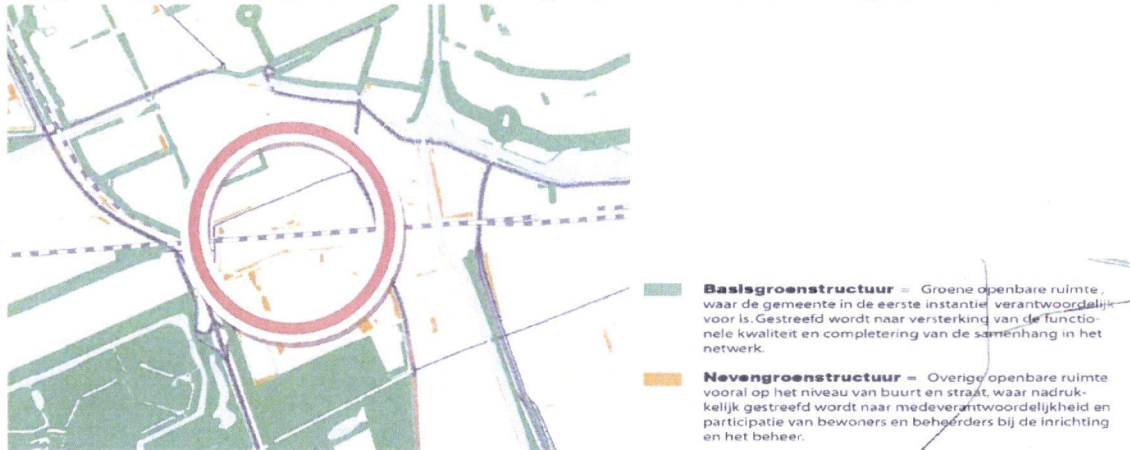 Basisgroenstructuur = Groene openbare ruimte,
waar de gemeente in de eerste instantie verantwoordelijk
voor is. Gestreefd wordt naar versterking van de functio-
nele kwaliteit en completering van de samenhang in het
netwerk.
Nevengroenstructuur = Overige openbare ruimte
vooral op het niveau van buurt en straat, waar nadruk-
kelijk gestreefd wordt naar medeverantwoordelijkheid en
participatie van bewoners en beheerders bij de inrichting
en het beheer.